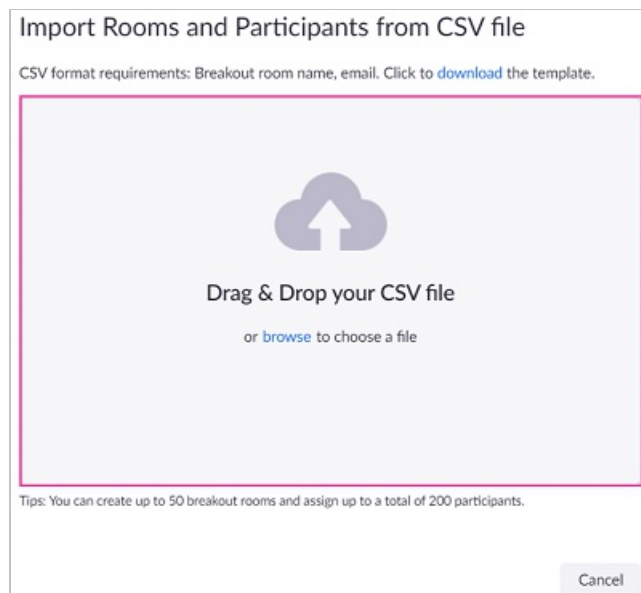 Import Rooms and Participants from CSV file
CSV format requirements: Breakout room name, email. Click to download the template.
Drag & Drop your CSV file
or browse to choose a file
Tips: You can create up to 50 breakout rooms and assign up to a total of 200 participants.
Cancel